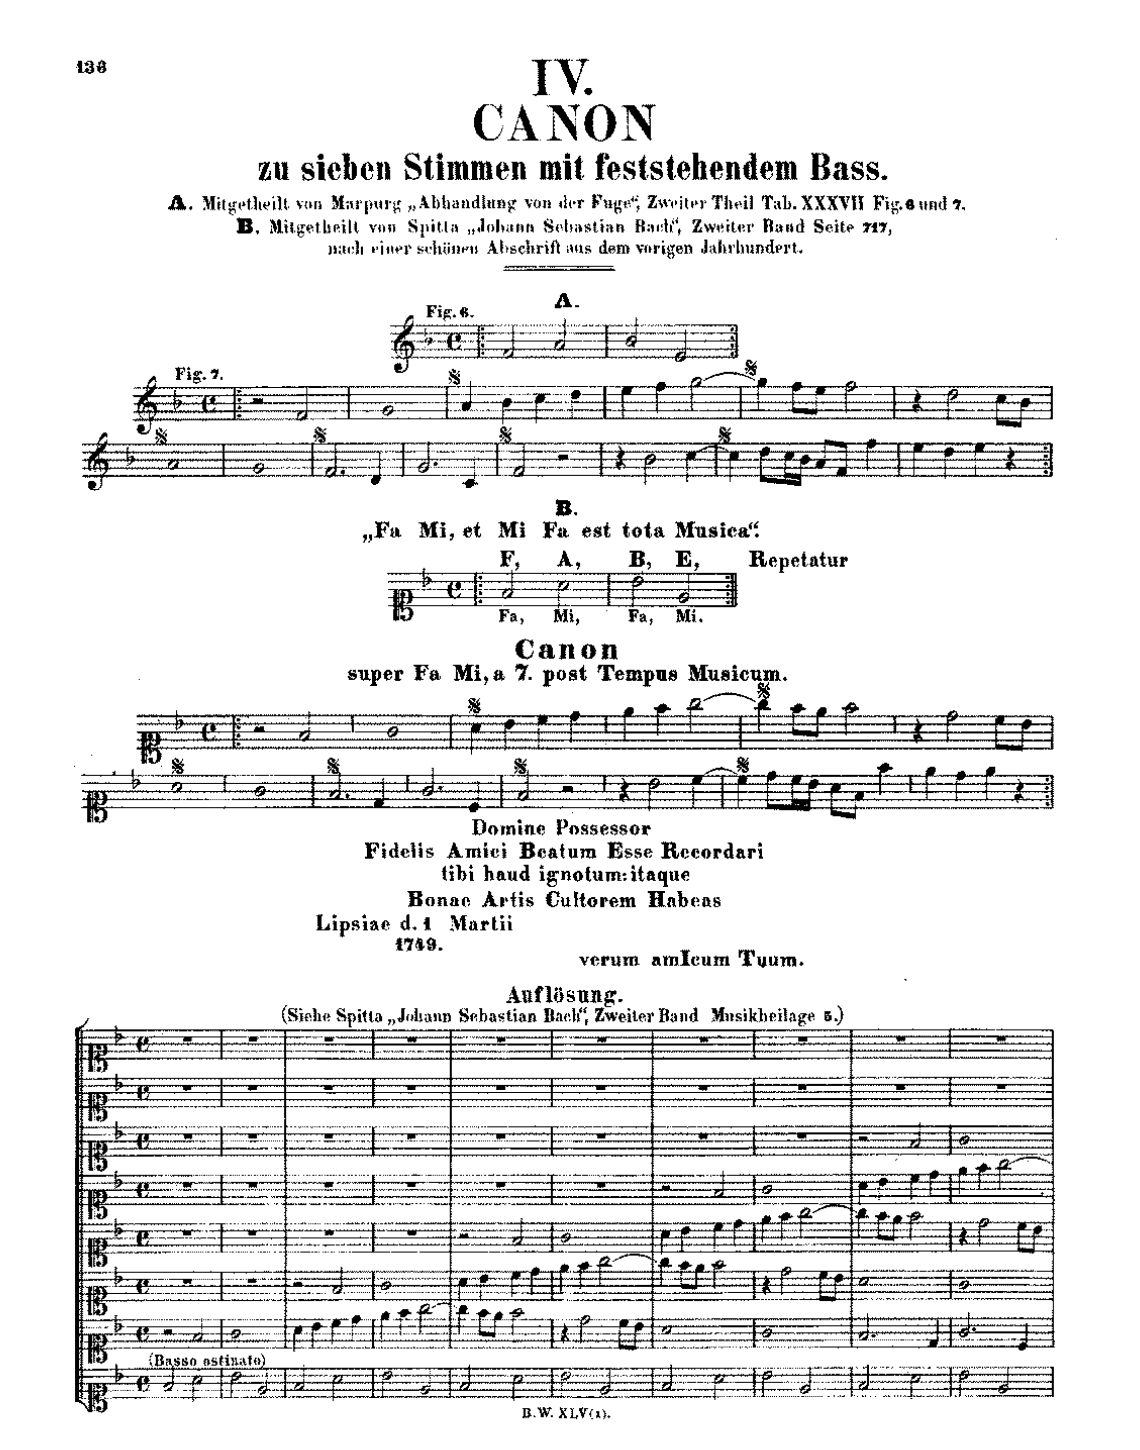 136
IV.
CANON
zu sieben Stimmen mit feststehendem Bass.
A. Mitgetheilt von Marpurg „Abhandlung von der Fuge“, Zweiter Theil Tab. XXXVII Fig. 6 und 7.
B. Mitgetheilt von Spitta „Johann Sebastian Bach“, Zweiter Band Seite 717,
nach einer schönen Abschrift aus dem vorigen Jahrhundert.
A.
Fig. 6.
Fig. 7.
B.
„Fa Mi, et Mi Fa est tota Musica“.
F, A, B, E, Repetatur
Fa, Mi, Fa, Mi.
Canon
super Fa Mi, a 7. post Tempus Musicum.
Domine Possessor
Fidelis Amici Beatum Esse Recordari
tibi haud ignotum: itaque
Bonae Artis Cultorem Habeas
Lipsiae d. 1 Martii
1749.
verum amIcum Tuum.
Auflösung.
(Siehe Spitta „Johann Sebastian Bach“, Zweiter Band Musikbeilage 5.)
(Basso ostinato)
B.W. XLV(1).